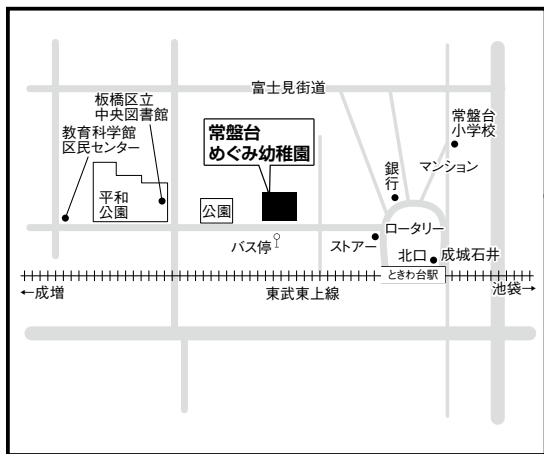 富士見街道
板橋区立
中央図書館
教育科学館
区民センター
常盤台
めぐみ幼稚園
常盤台
小学校
マンション
銀行
平和
公園
公園
ロータリー
バス停
ストアー
北口
成城石井
ときわ台駅
←成増
東武東上線
池袋→